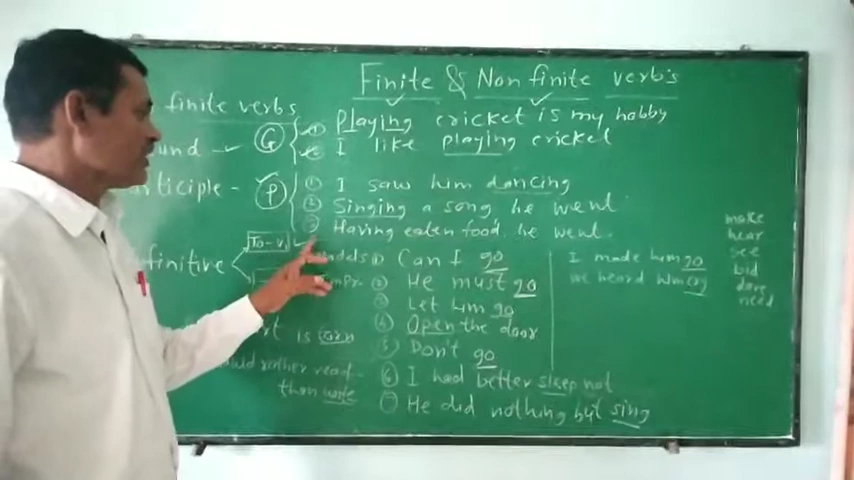 Finite & Non finite verbs
finite verbs
G
① Playing cricket is my hobby
② I like playing cricket
articiple - P
① I saw him dancing
② Singing a song, he went
③ Having eaten food, he went.
finitive
To-V₁
① Can I go
② He must go
③ Let him go
④ Open the door
⑤ Don't go
⑥ I had better sleep not
⑦ He did nothing but sing
is
rather read-
than write
I made him go
we heard him cry
make
hear
see
bid
dare
need